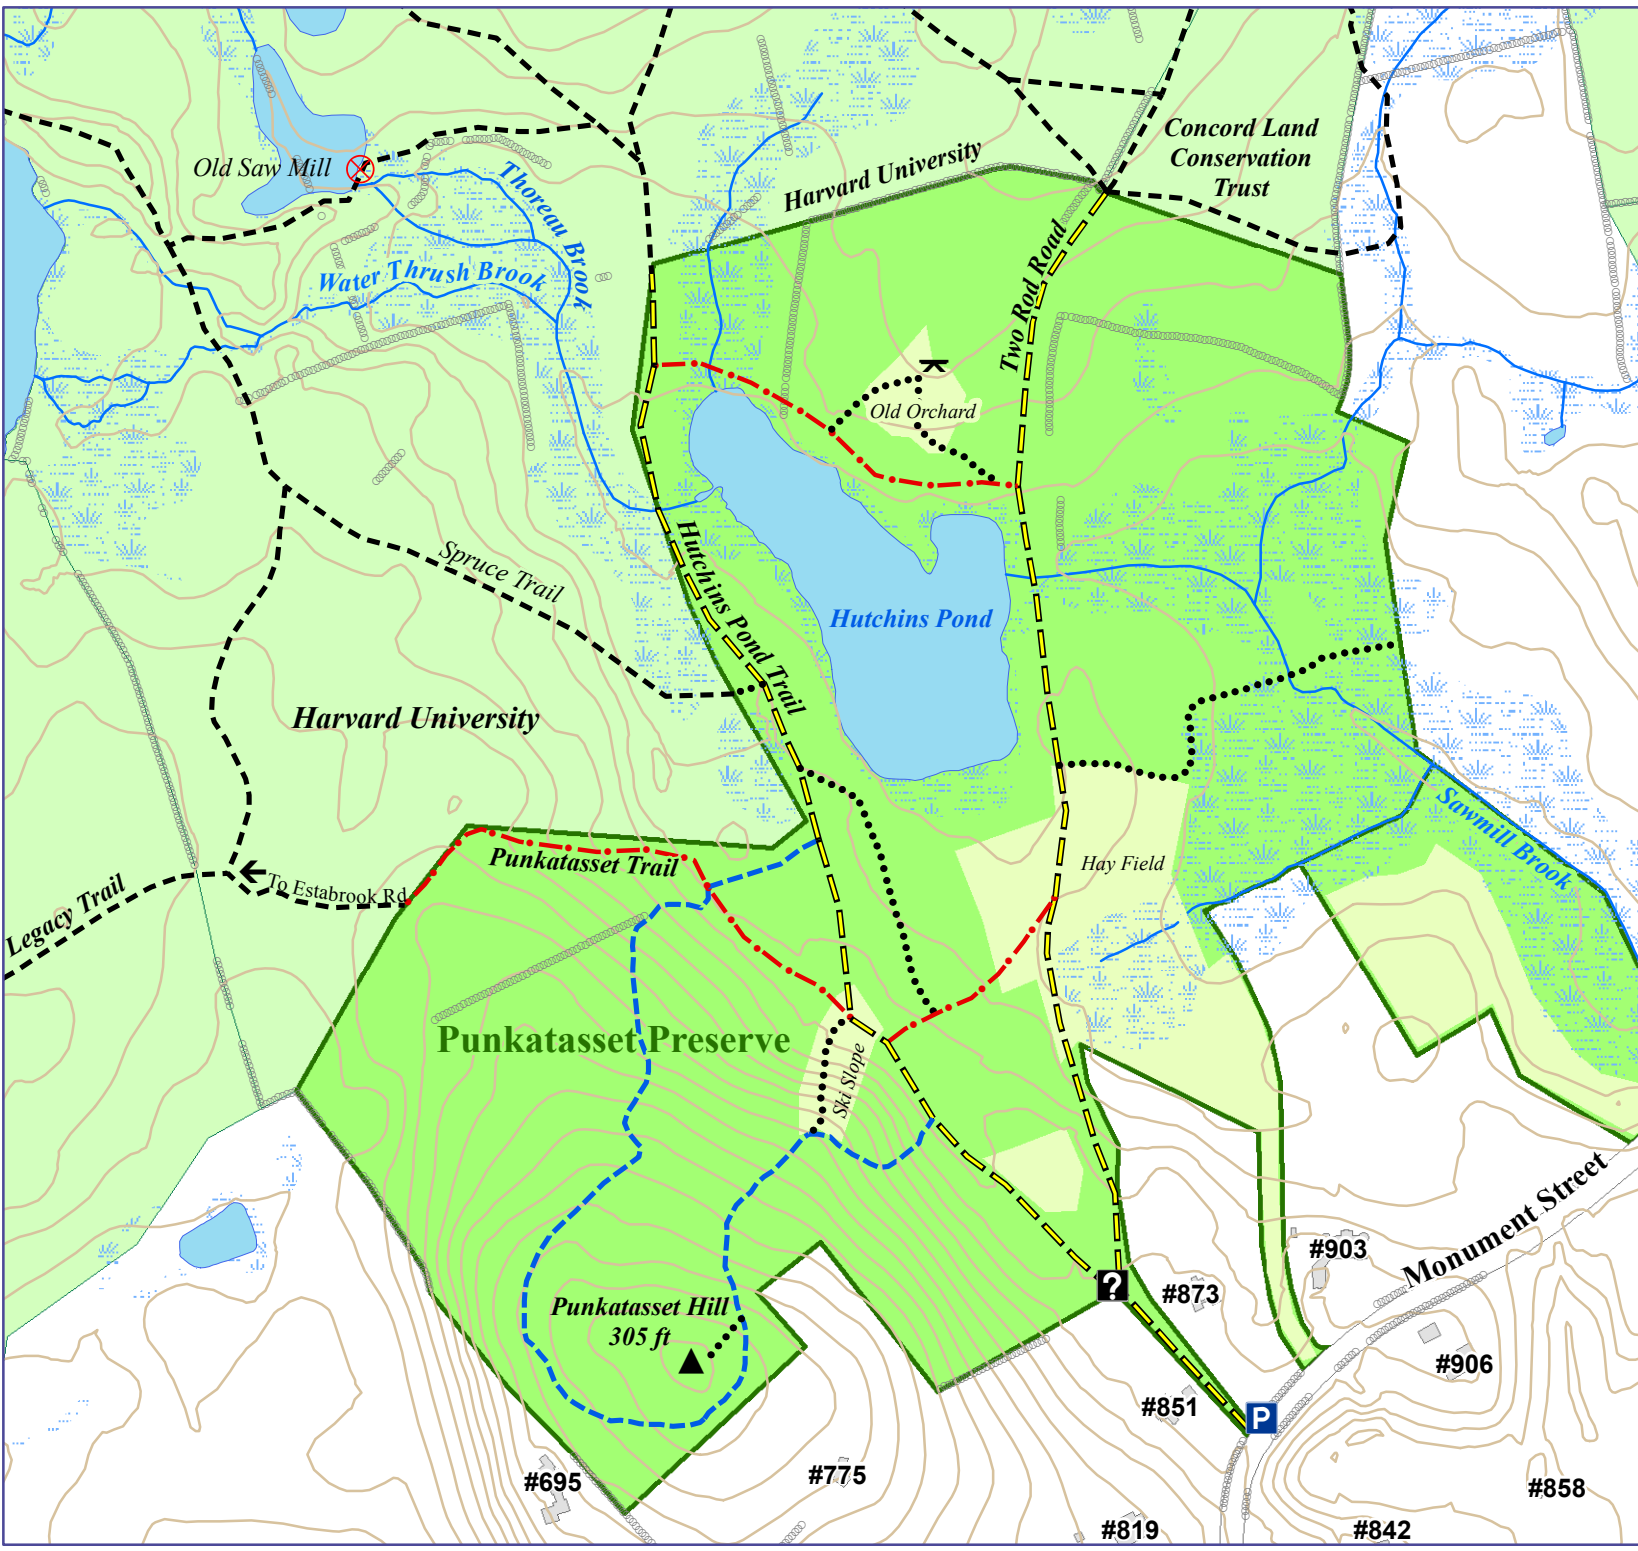 Concord Land
Conservation
Trust
Harvard University
Old Saw Mill
Thoreau Brook
Water Thrush Brook
Two Rod Road
Old Orchard
Hutchins Pond Trail
Spruce Trail
Hutchins Pond
Harvard University
Sawmill Brook
Punkatasset Trail
Hay Field
To Estabrook Rd
Legacy Trail
Punkatasset Preserve
Ski Slope
Monument Street
#903
?
#873
Punkatasset Hill
305 ft
#906
#851
P
#695
#775
#858
#819
#842